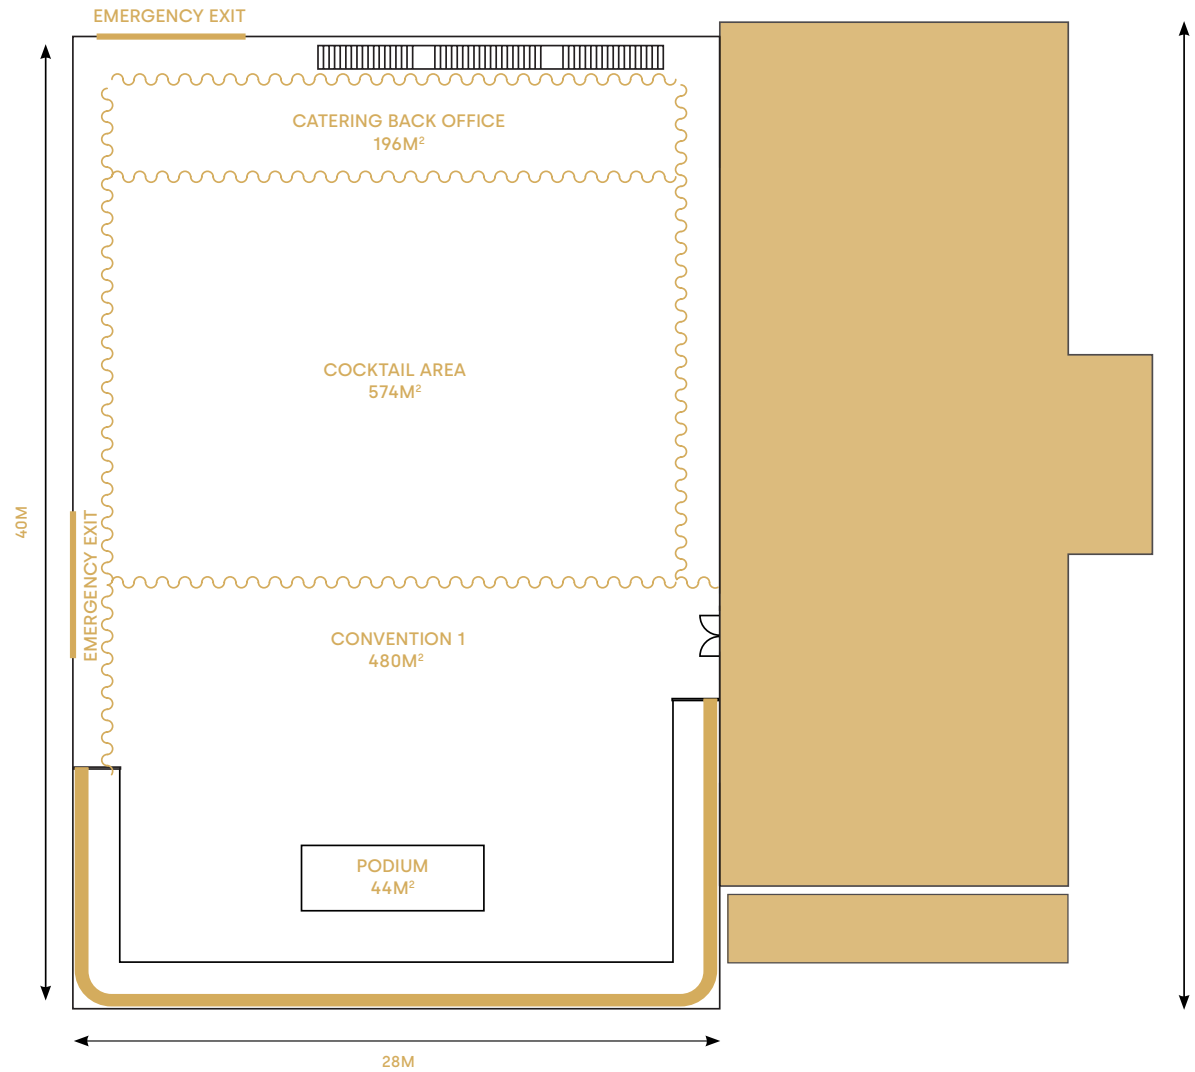 EMERGENCY EXIT
CATERING BACK OFFICE
196M²
COCKTAIL AREA
574M²
40M
EMERGENCY EXIT
CONVENTION 1
480M²
PODIUM
44M²
28M